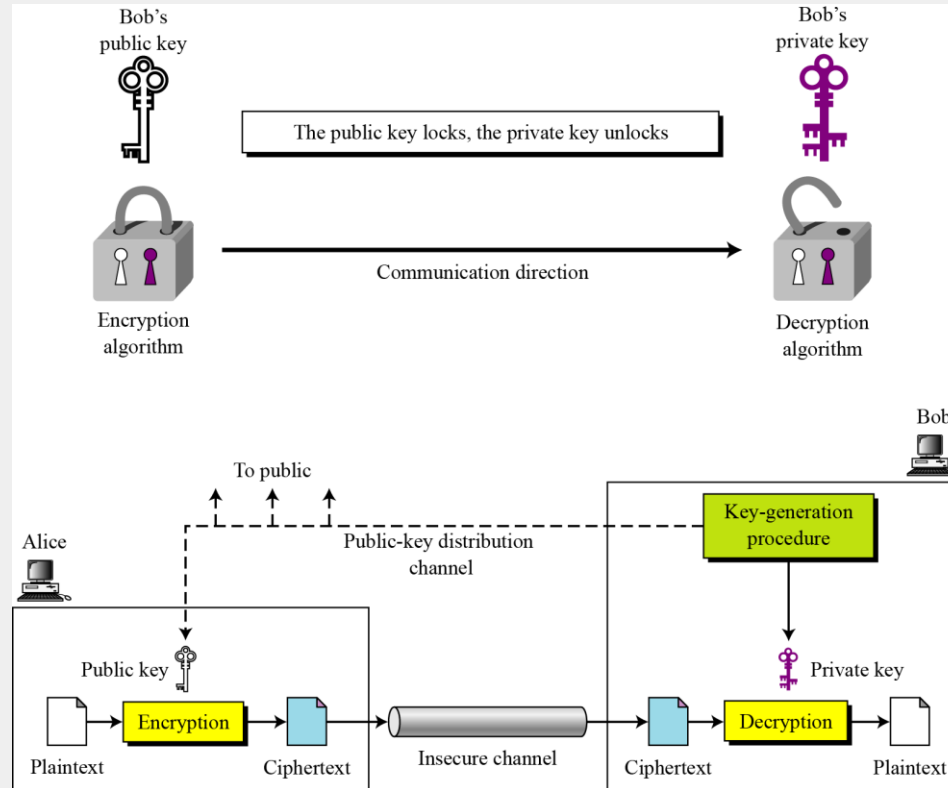 Bob's
public key
Bob's
private key
The public key locks, the private key unlocks
Communication direction
Encryption
algorithm
Decryption
algorithm
Bob
To public
Key-generation
procedure
Public-key distribution
channel
Alice
Public key
Private key
Encryption
Decryption
Insecure channel
Plaintext
Ciphertext
Ciphertext
Plaintext